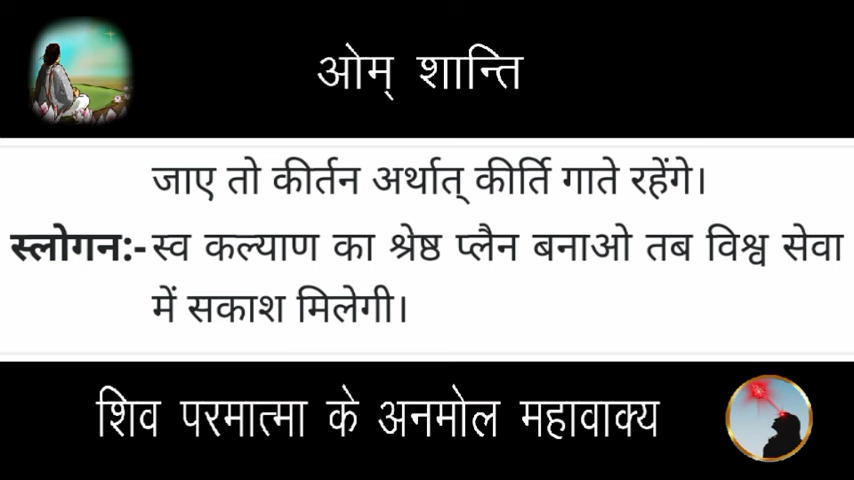 ओम् शान्ति
जाए तो कीर्तन अर्थात् कीर्ति गाते रहेंगे।
स्लोगन:- स्व कल्याण का श्रेष्ठ प्लैन बनाओ तब विश्व सेवा
में सकाश मिलेगी।
शिव परमात्मा के अनमोल महावाक्य